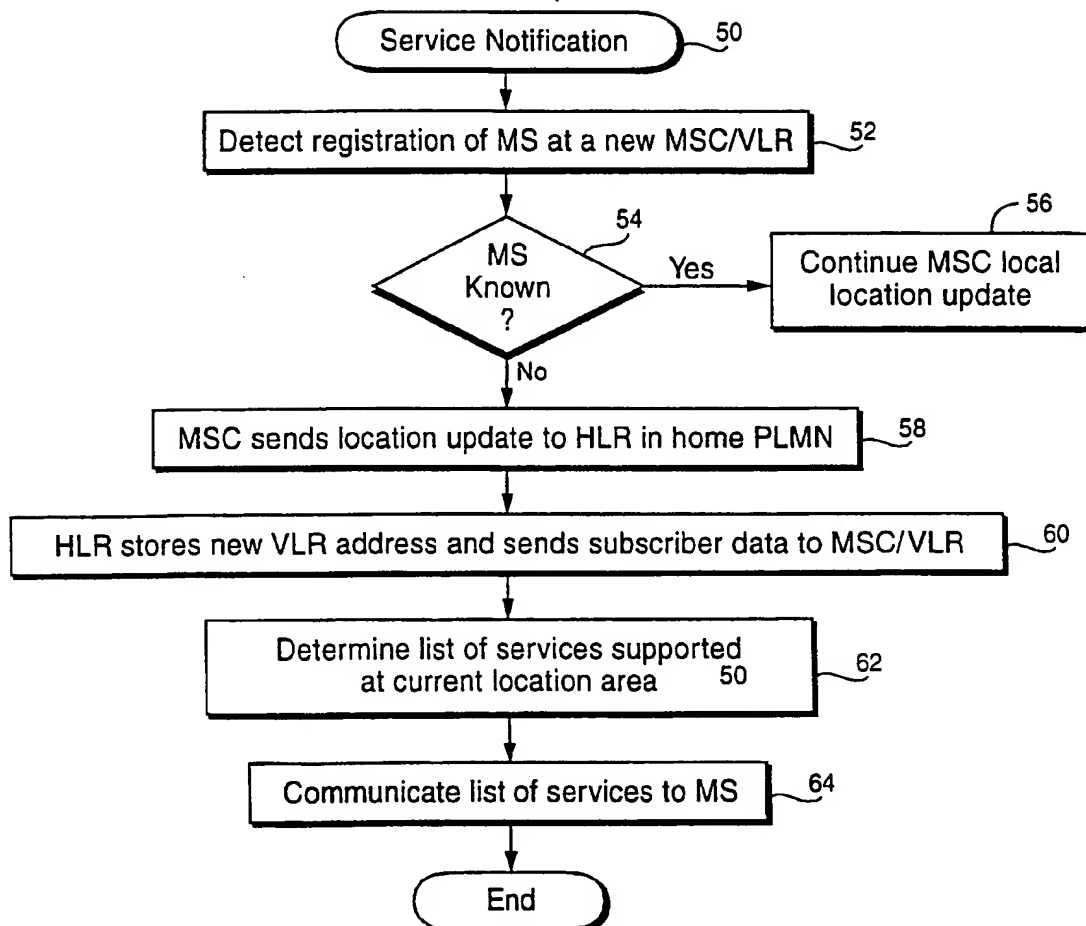 Service Notification
50
Detect registration of MS at a new MSC/VLR
52
MS
Known
?
54
Yes
56
Continue MSC local
location update
No
MSC sends location update to HLR in home PLMN
58
HLR stores new VLR address and sends subscriber data to MSC/VLR
60
Determine list of services supported
at current location area 50
62
Communicate list of services to MS
64
End